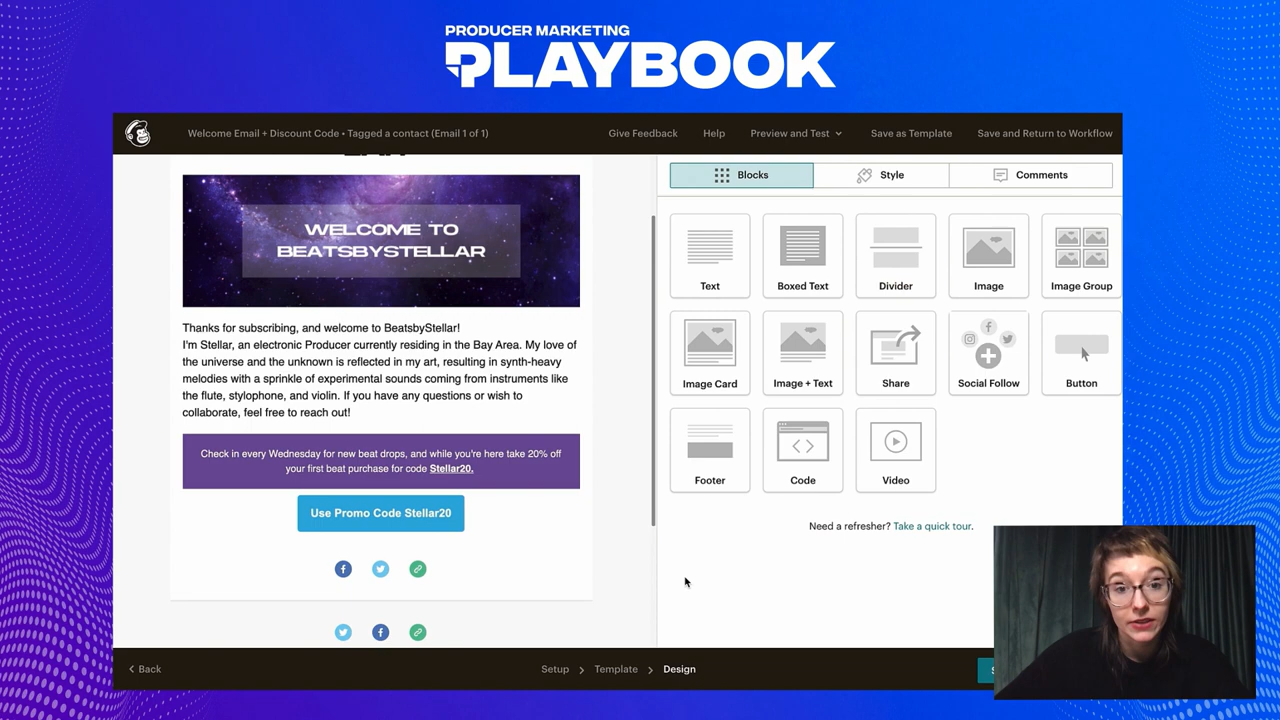 PRODUCER MARKETING
PLAYBOOK
Welcome Email + Discount Code • Tagged a contact (Email 1 of 1)
Give Feedback
Help
Preview and Test
Save as Template
Save and Return to Workflow
Blocks
Style
Comments
WELCOME TO
BEATSBYSTELLAR
Thanks for subscribing, and welcome to BeatsbyStellar!
I'm Stellar, an electronic Producer currently residing in the Bay Area. My love of
the universe and the unknown is reflected in my art, resulting in synth-heavy
melodies with a sprinkle of experimental sounds coming from instruments like
the flute, stylophone, and violin. If you have any questions or wish to
collaborate, feel free to reach out!
Check in every Wednesday for new beat drops, and while you're here take 20% off
your first beat purchase for code Stellar20.
Use Promo Code Stellar20
Text
Boxed Text
Divider
Image
Image Group
Image Card
Image + Text
Share
Social Follow
Button
Footer
Code
Video
Need a refresher? Take a quick tour.
Back
Setup
Template
Design